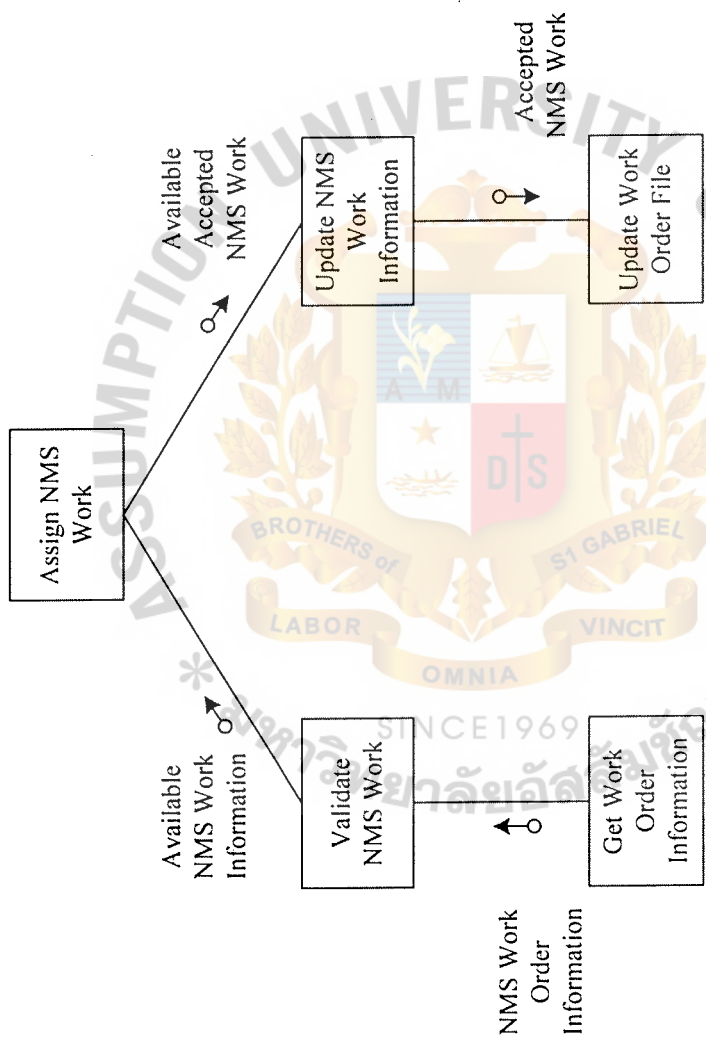 Assign NMS
Work
Available
NMS Work
Information
Available
Accepted
NMS Work
Validate
NMS Work
Update NMS
Work
Information
NMS Work
Order
Information
Accepted
NMS Work
Get Work
Order
Information
Update Work
Order File
ASSUMPTION UNIVERSITY
A M
D S
BROTHERS of
S1 GABRIEL
LABOR
OMNIA
VINCIT
SINCE1969